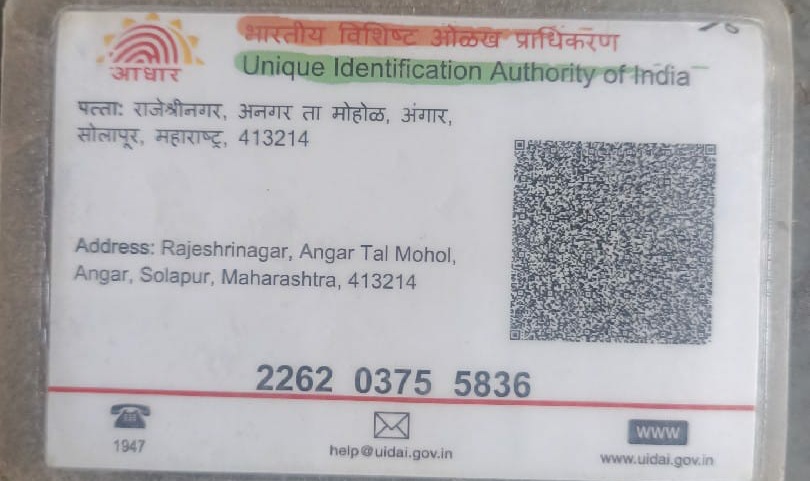 भारतीय विशिष्ट ओळख प्राधिकरण
Unique Identification Authority of India
आधार
पत्ता: राजेश्रीनगर, अनगर ता मोहोळ, अंगार,
सोलापूर, महाराष्ट्र, 413214
Address: Rajeshrinagar, Angar Tal Mohol,
Angar, Solapur, Maharashtra, 413214
2262 0375 5836
1947
help@uidai.gov.in
WWW
www.uidai.gov.in